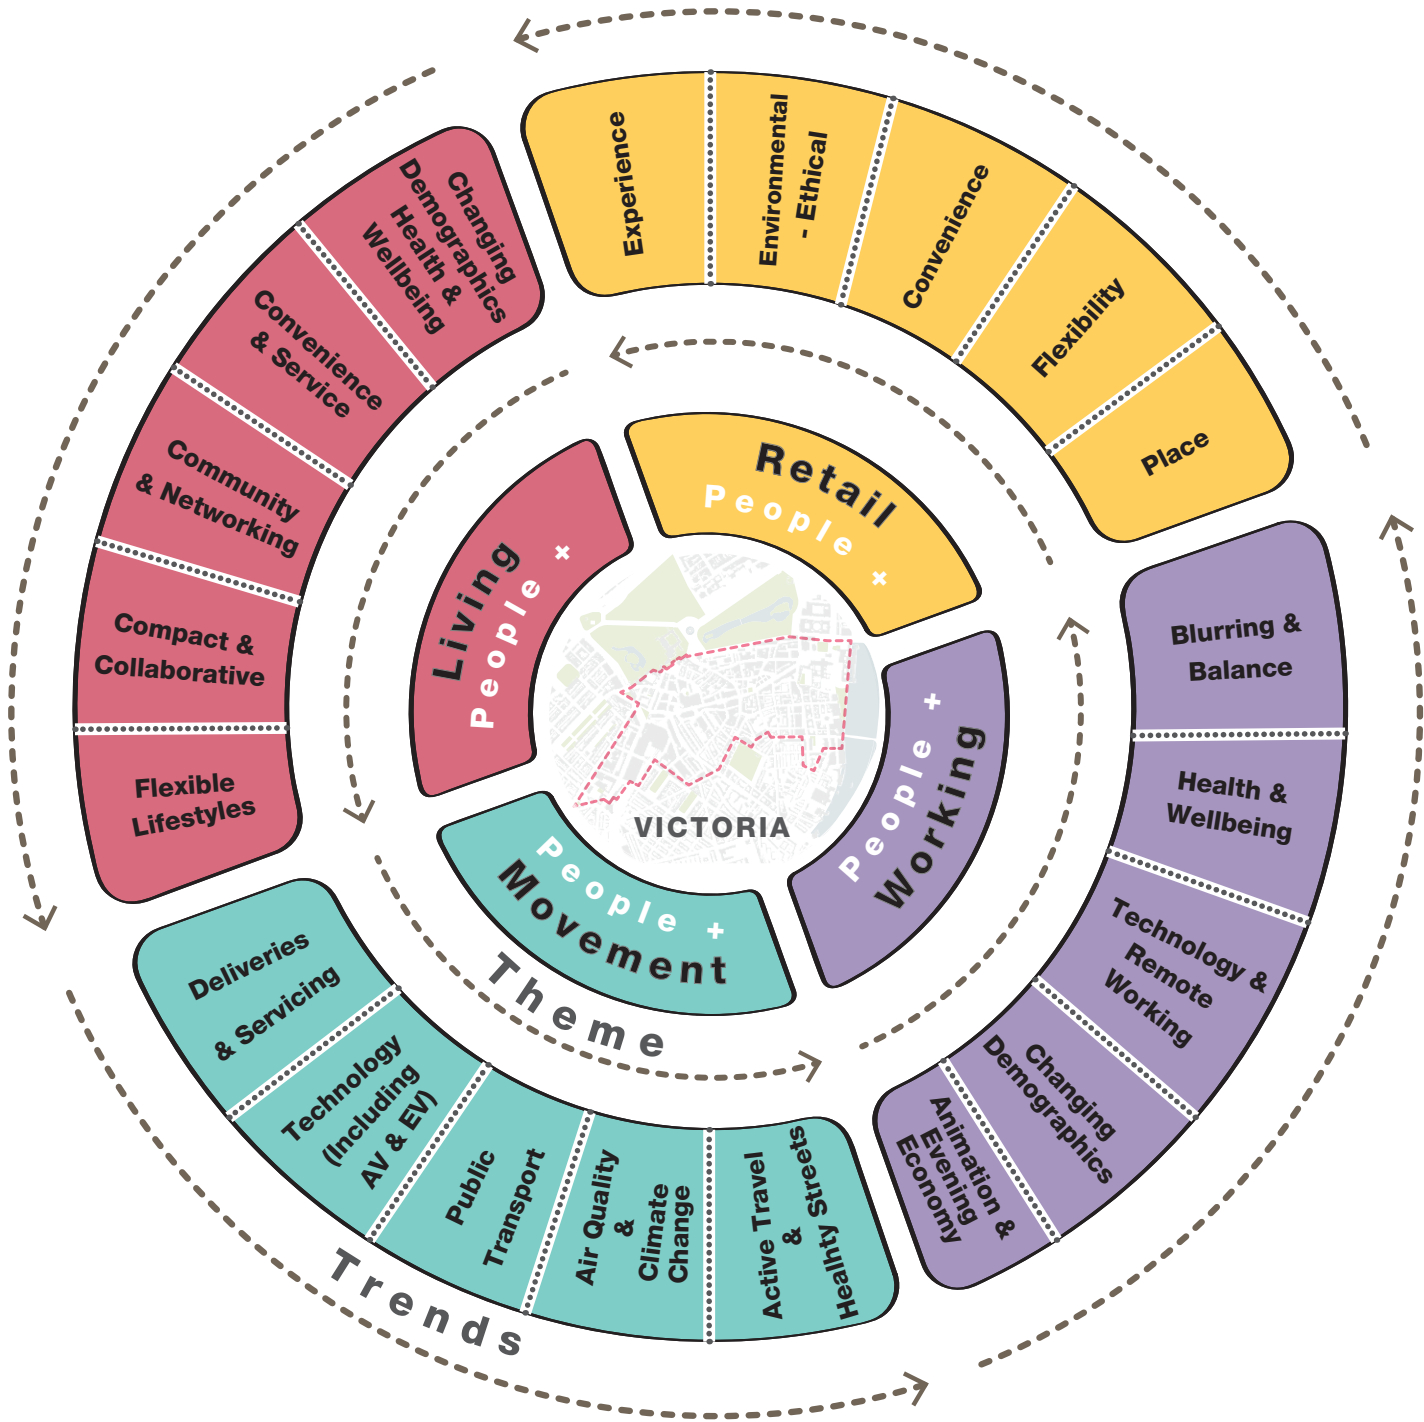 Experience
Environmental
- Ethical
Convenience
Flexibility
Place
Blurring &
Balance
Health &
Wellbeing
Technology &
Remote
Working
Changing
Demographics
Animation &
Evening
Economy
Active Travel
&
Healhty Streets
Air Quality
&
Climate
Change
Public
Transport
Technology
(Including
AV & EV)
Deliveries
& Servicing
Flexible
Lifestyles
Compact &
Collaborative
Community
& Networking
Convenience
& Service
Changing
Demographics
Health &
Wellbeing
Retail
People +
People +
Working
People +
Movement
Living
People +
VICTORIA
Theme
Trends